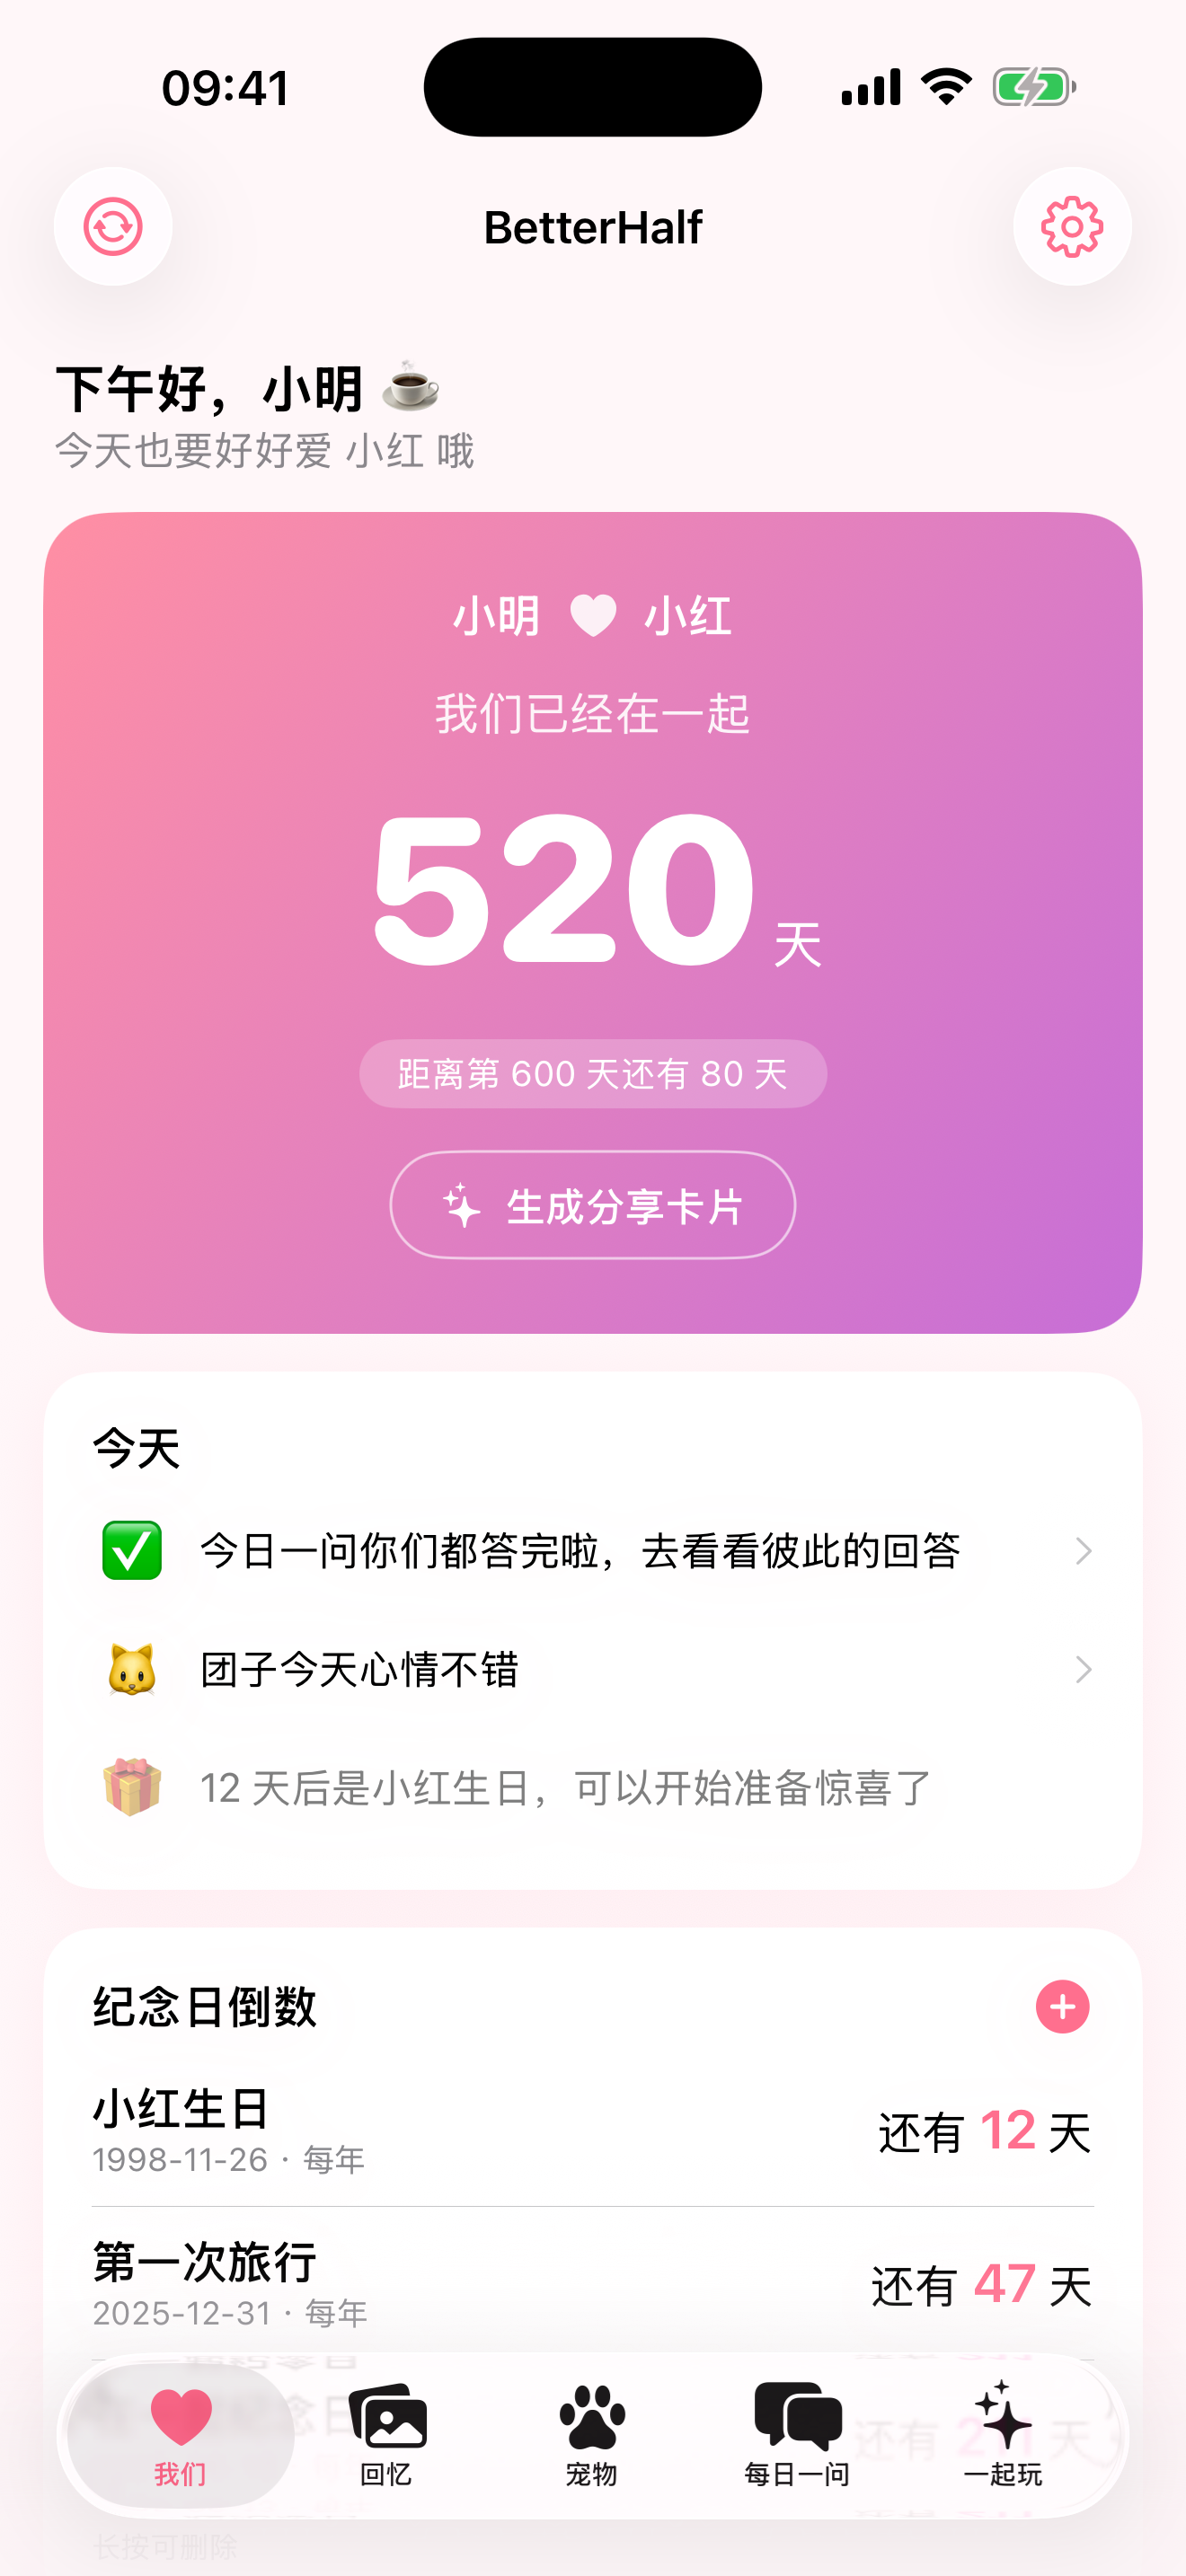 09:41
BetterHalf
下午好，小明
今天也要好好爱 小红 哦
小明 小红
我们已经在一起
520 天
距离第 600 天还有 80 天
生成分享卡片
今天
今日一问你们都答完啦，去看看彼此的回答
团子今天心情不错
12 天后是小红生日，可以开始准备惊喜了
纪念日倒数
小红生日
还有 12 天
1998-11-26 · 每年
第一次旅行
还有 47 天
2025-12-31 · 每年
还有 211 天
我们
回忆
宠物
每日一问
一起玩
长按可删除